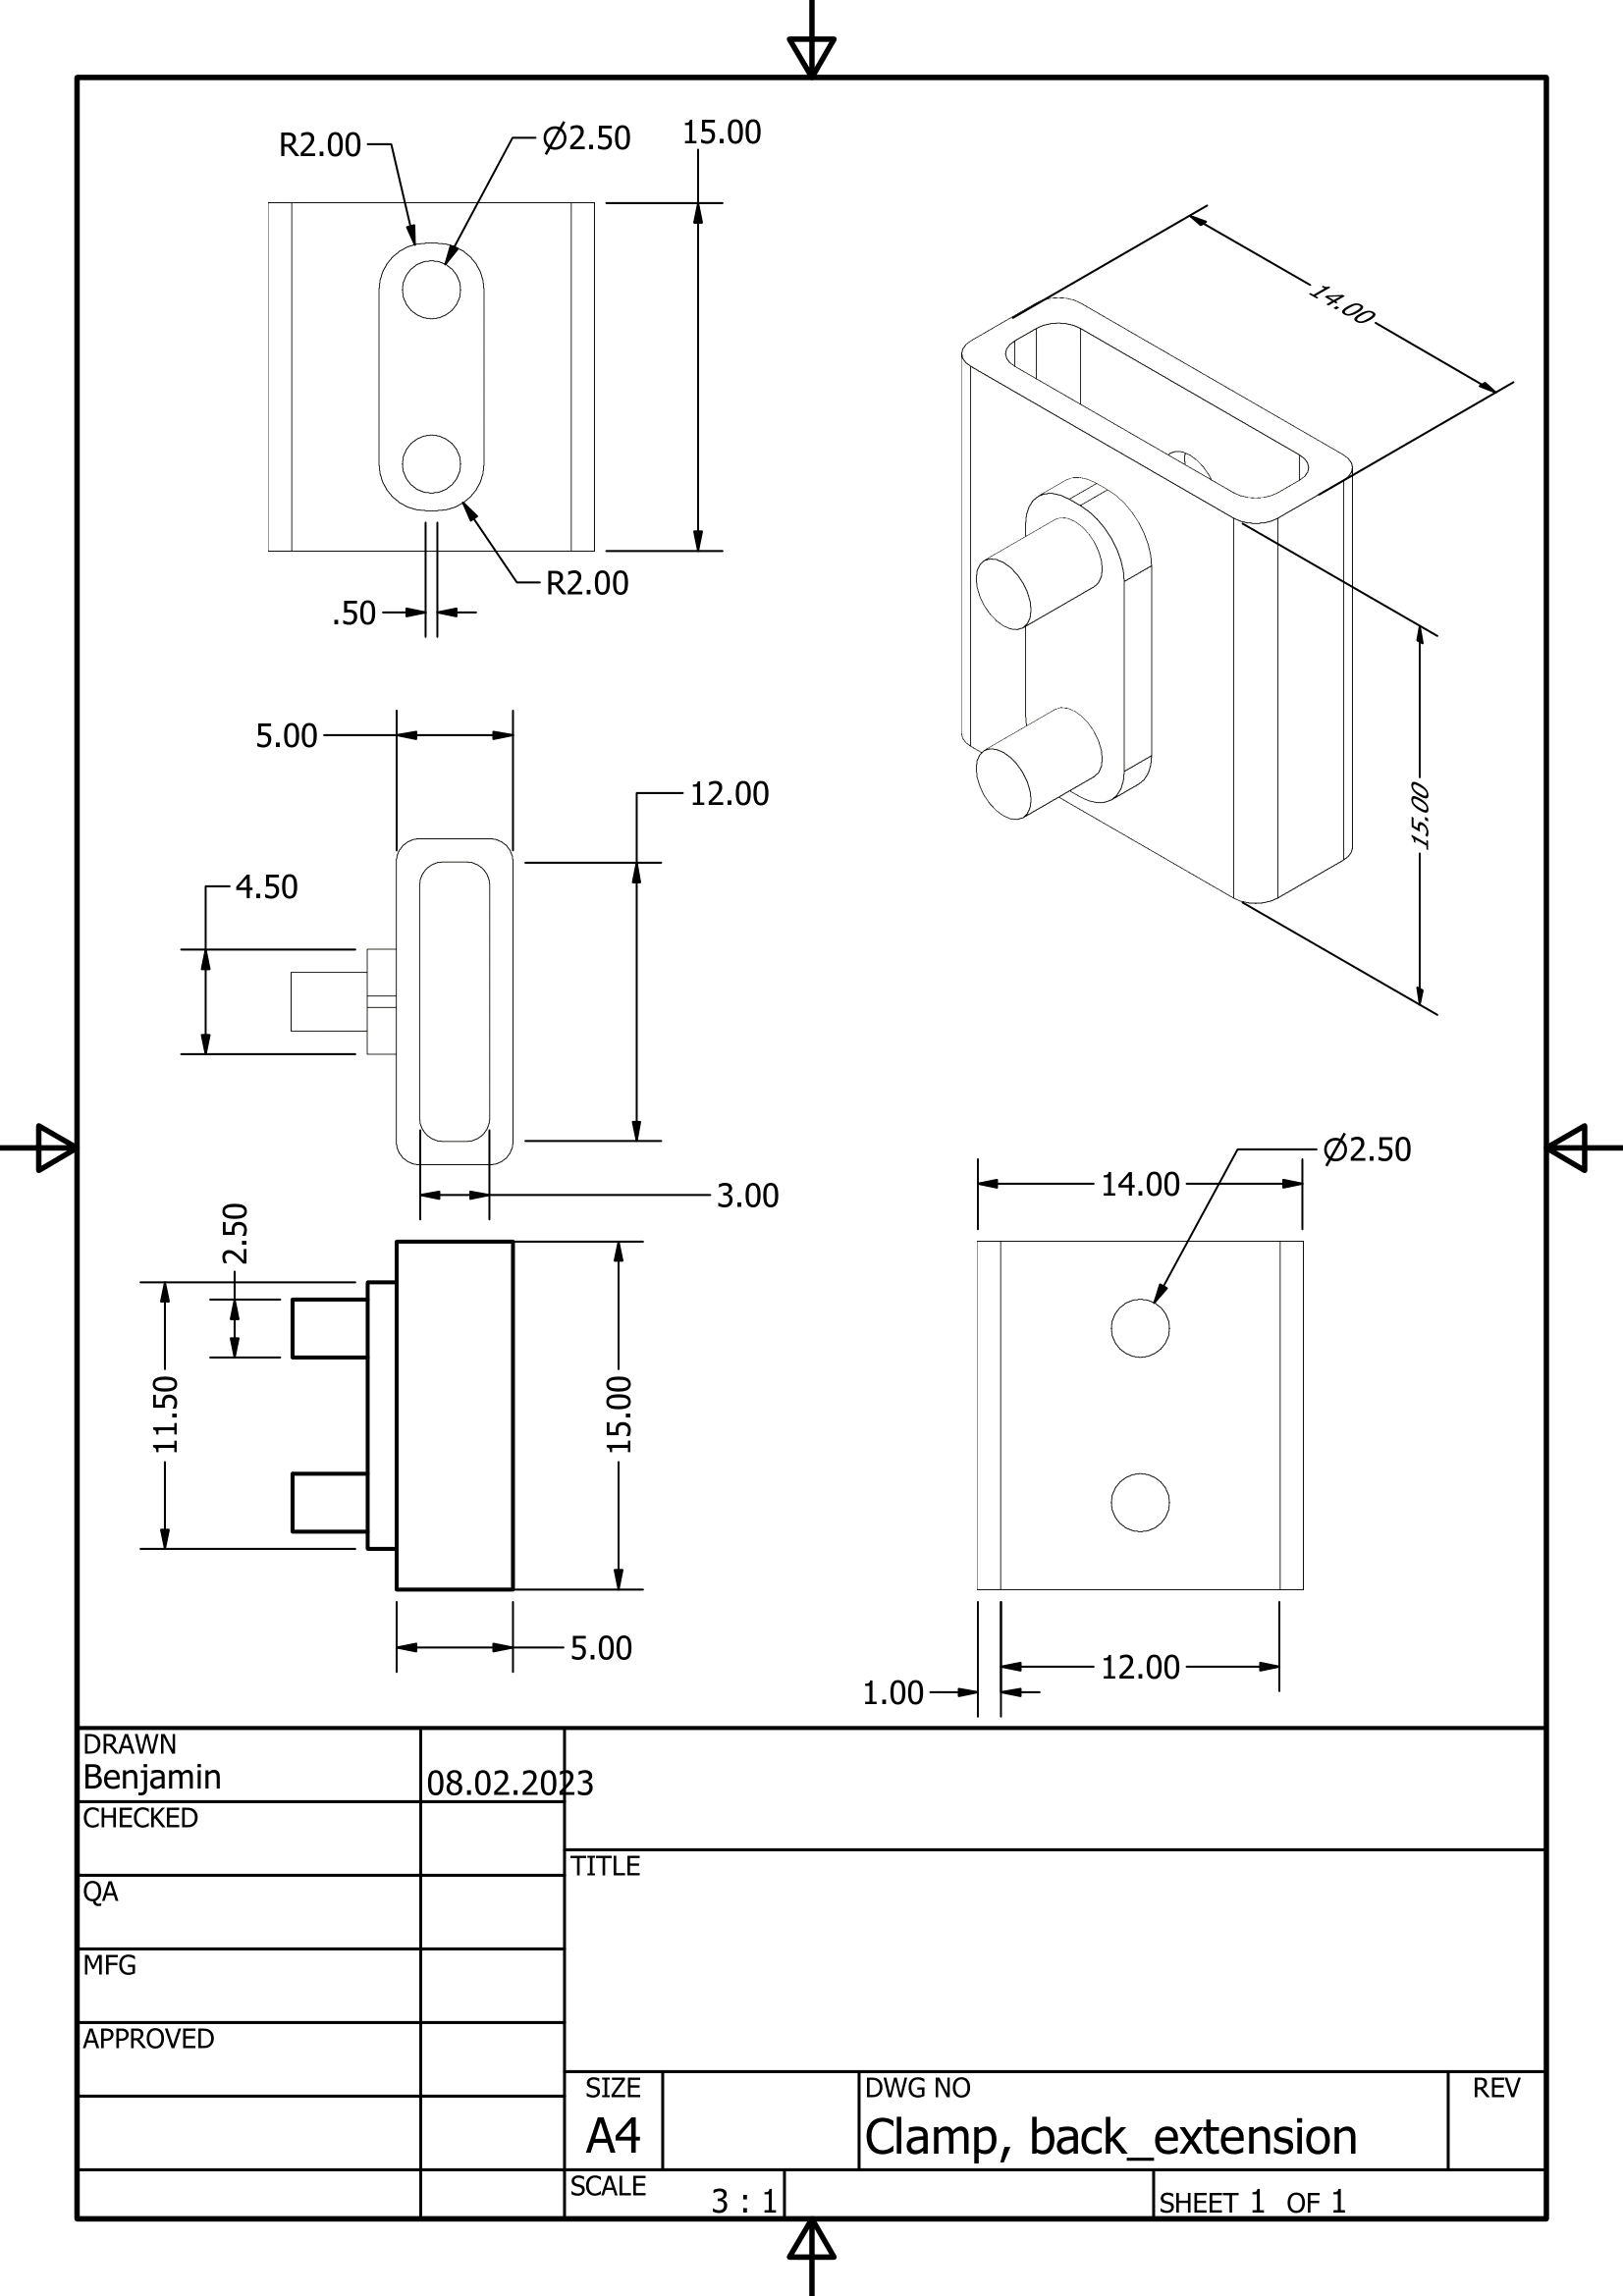 R2.00
Ø2.50
15.00
R2.00
.50
14.00
15.00
5.00
12.00
4.50
3.00
2.50
11.50
15.00
5.00
Ø2.50
14.00
12.00
1.00
DRAWN
Benjamin
08.02.2023
CHECKED
QA
MFG
APPROVED
TITLE
SIZE
A4
DWG NO
Clamp, back_extension
REV
SCALE
3 : 1
SHEET 1 OF 1